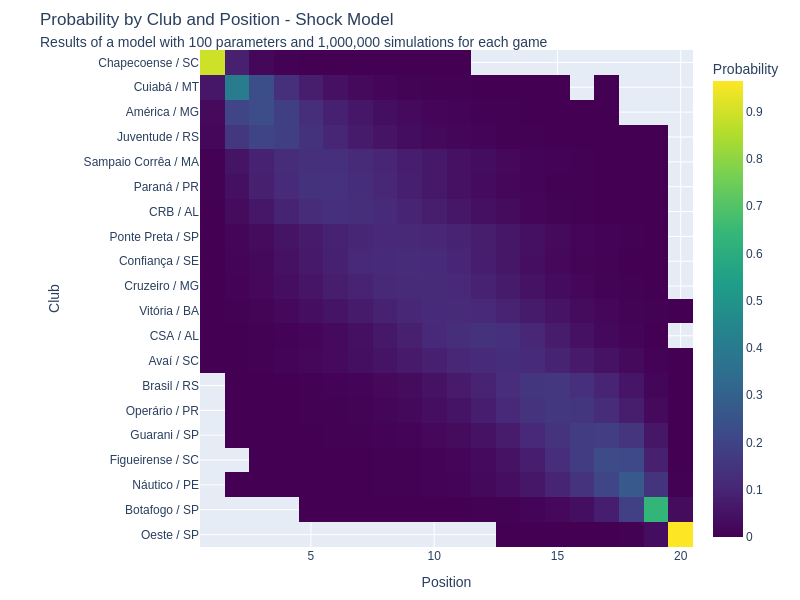 Probability by Club and Position - Shock Model
Results of a model with 100 parameters and 1,000,000 simulations for each game
Chapecoense / SC
Cuiabá / MT
América / MG
Juventude / RS
Sampaio Corrêa / MA
Paraná / PR
CRB / AL
Ponte Preta / SP
Confiança / SE
Cruzeiro / MG
Vitória / BA
CSA / AL
Avaí / SC
Brasil / RS
Operário / PR
Guarani / SP
Figueirense / SC
Náutico / PE
Botafogo / SP
Oeste / SP
Club
5
10
15
20
Position
Probability
0.9
0.8
0.7
0.6
0.5
0.4
0.3
0.2
0.1
0